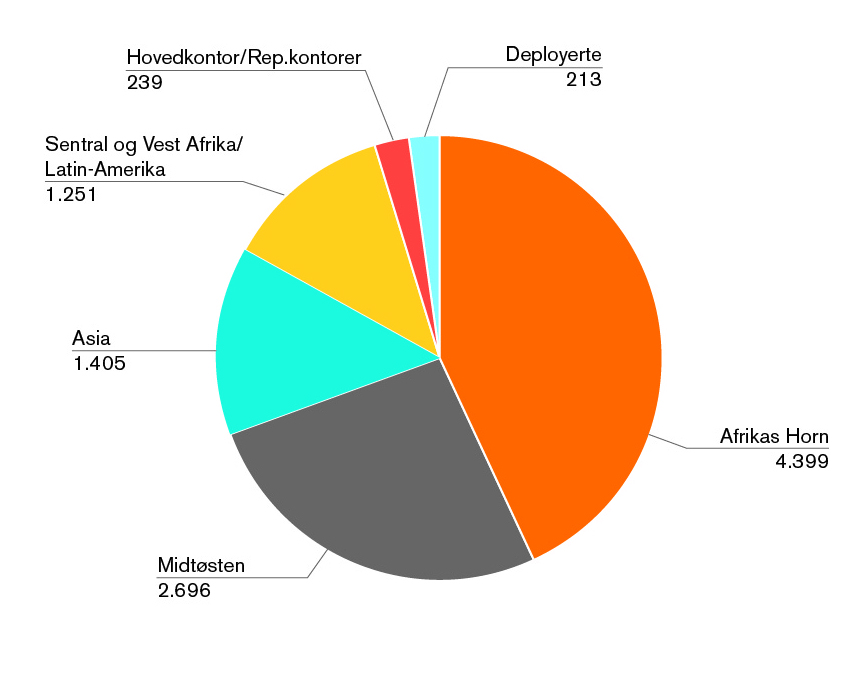 Hovedkontor/Rep.kontorer
239
Deployerte
213
Sentral og Vest Afrika/
Latin-Amerika
1.251
Asia
1.405
Afrikas Horn
4.399
Midtøsten
2.696